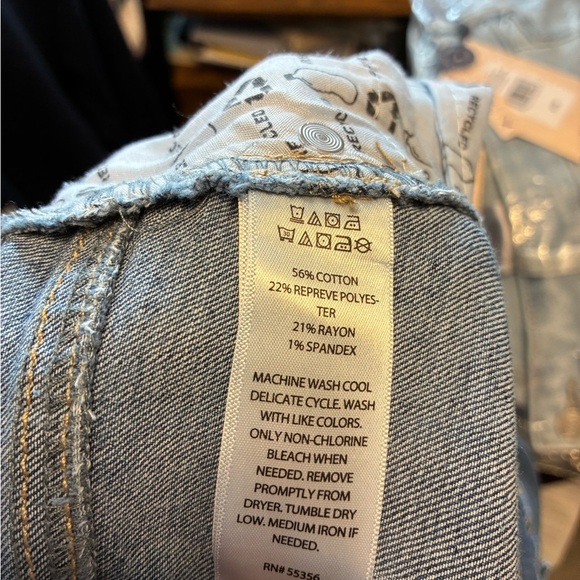 RECYCLED
56% COTTON
22% REPREVE POLYES-
TER
21% RAYON
1% SPANDEX
MACHINE WASH COOL
DELICATE CYCLE. WASH
WITH LIKE COLORS.
ONLY NON-CHLORINE
BLEACH WHEN
NEEDED. REMOVE
PROMPTLY FROM
DRYER. TUMBLE DRY
LOW. MEDIUM IRON IF
NEEDED.
RN# 55356